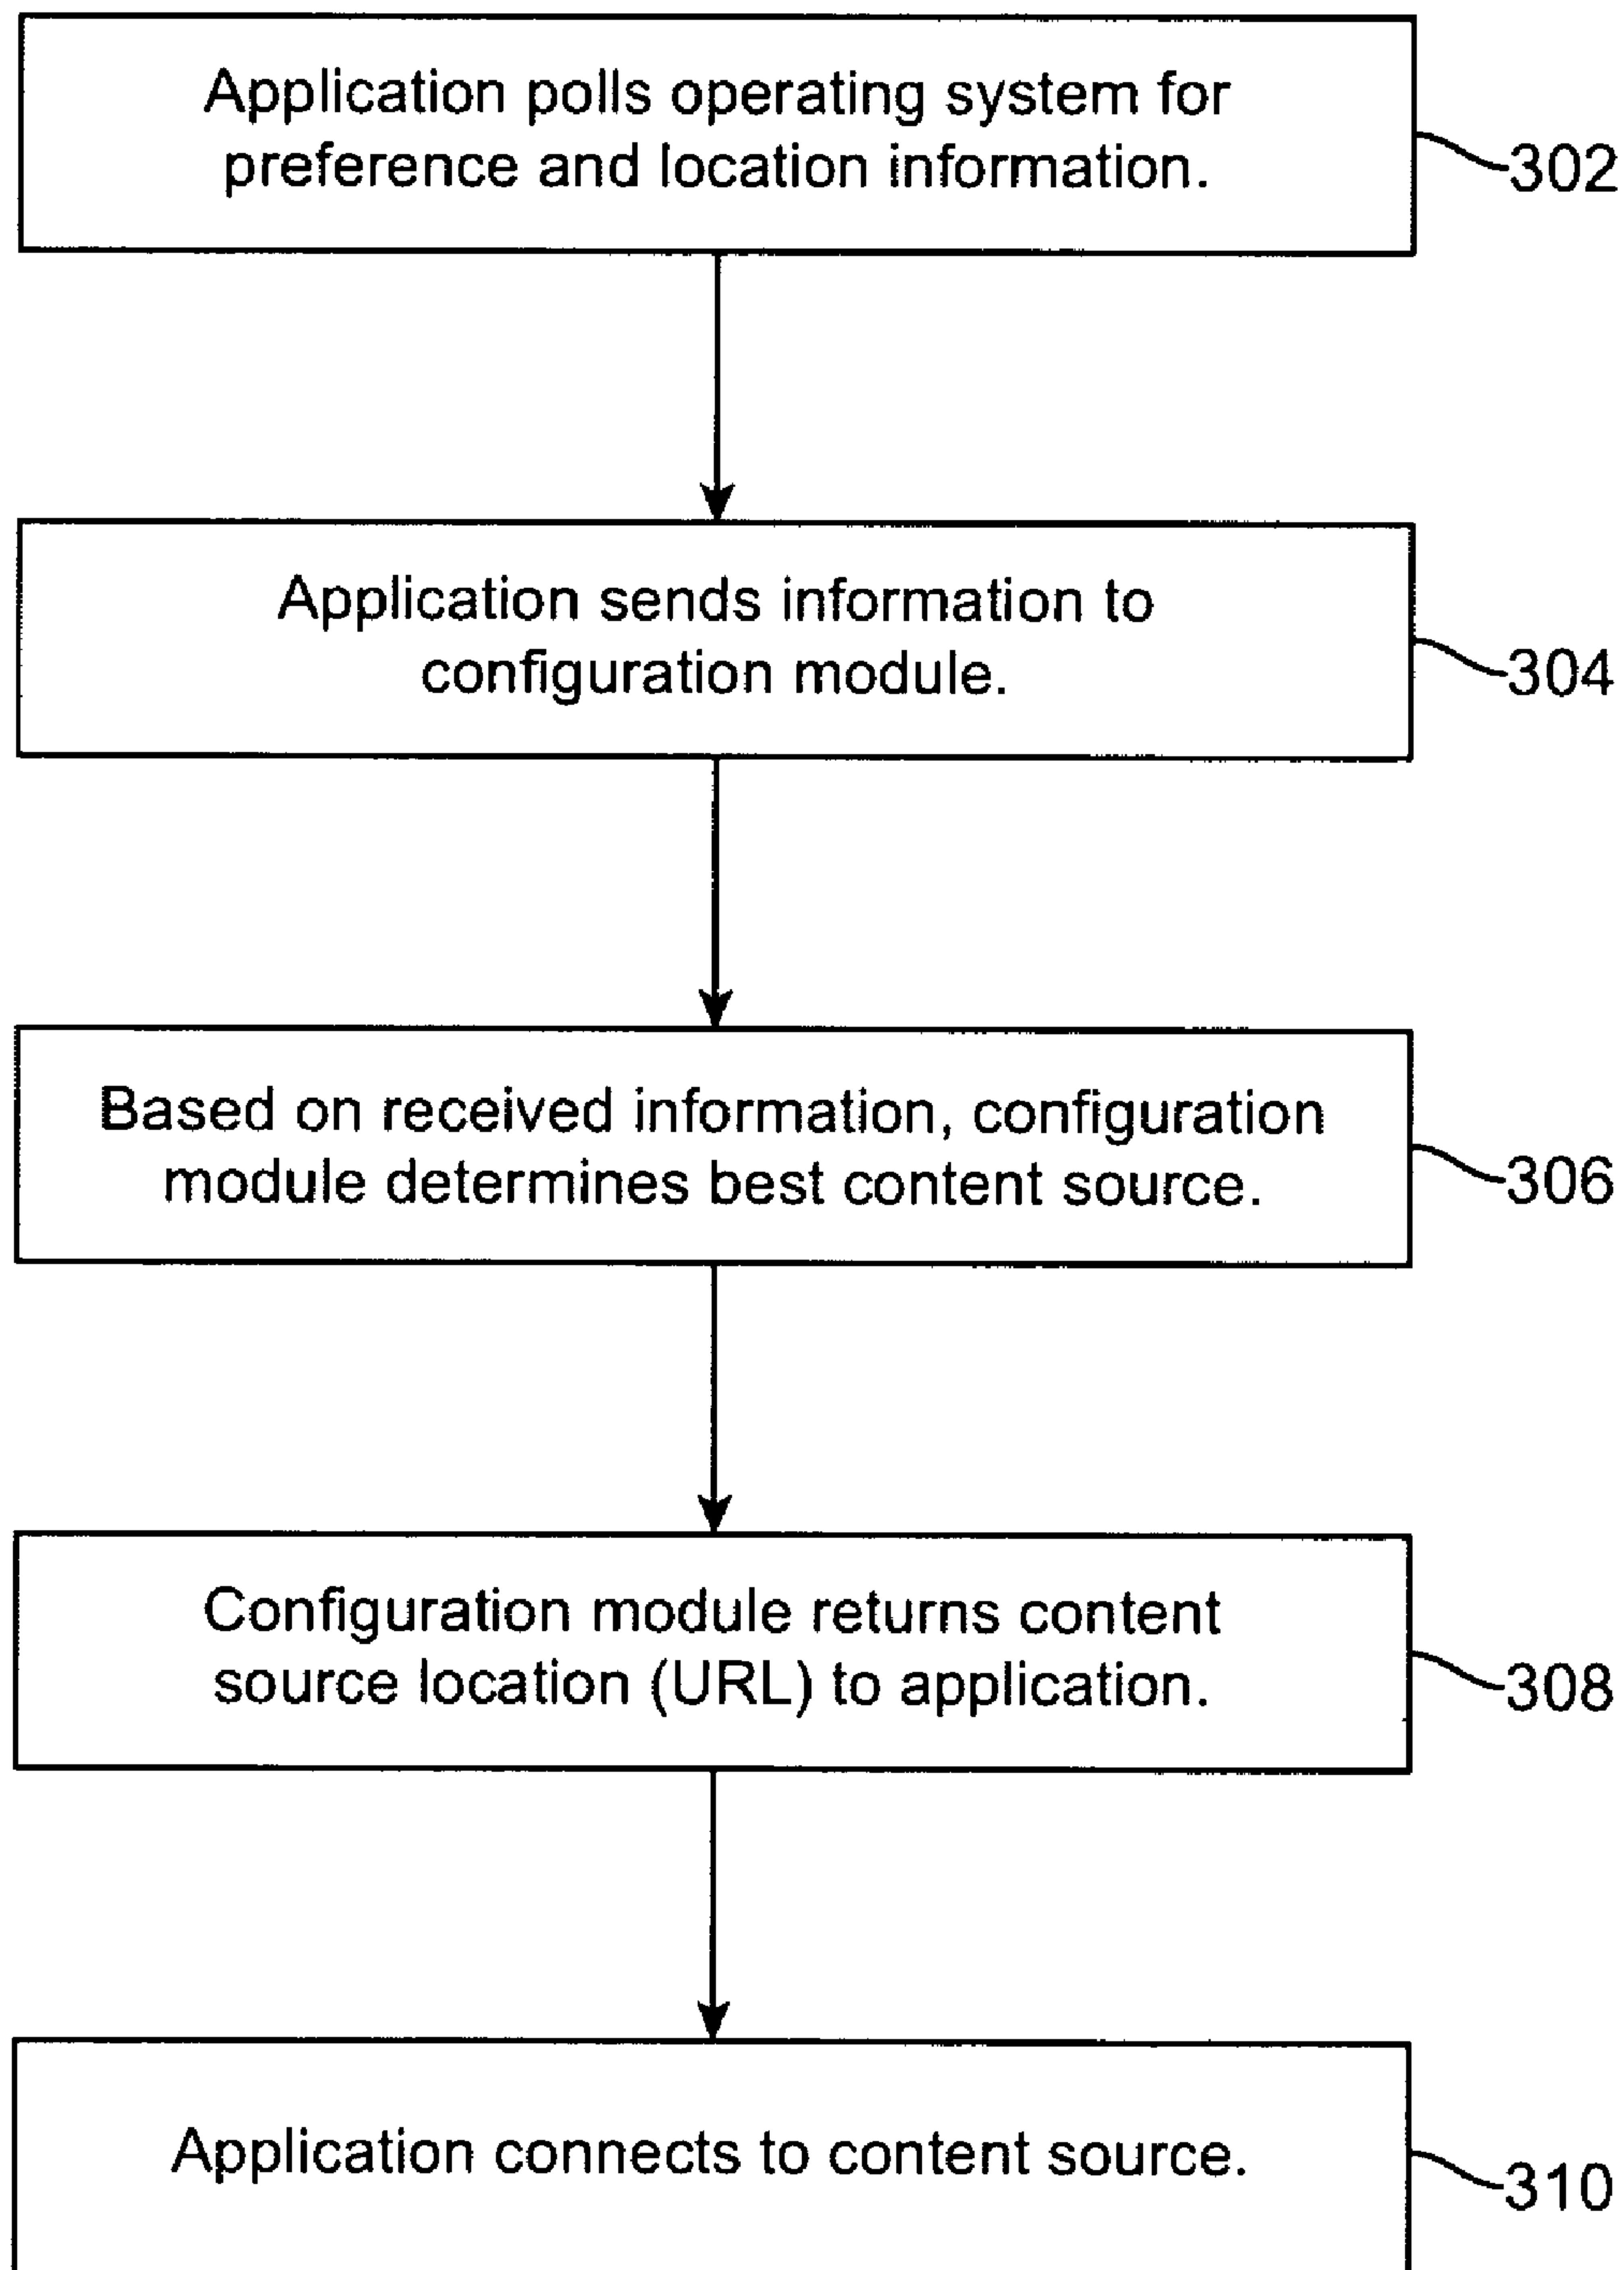 Application polls operating system for
preference and location information.
302
Application sends information to
configuration module.
304
Based on received information, configuration
module determines best content source.
306
Configuration module returns content
source location (URL) to application.
308
Application connects to content source.
310